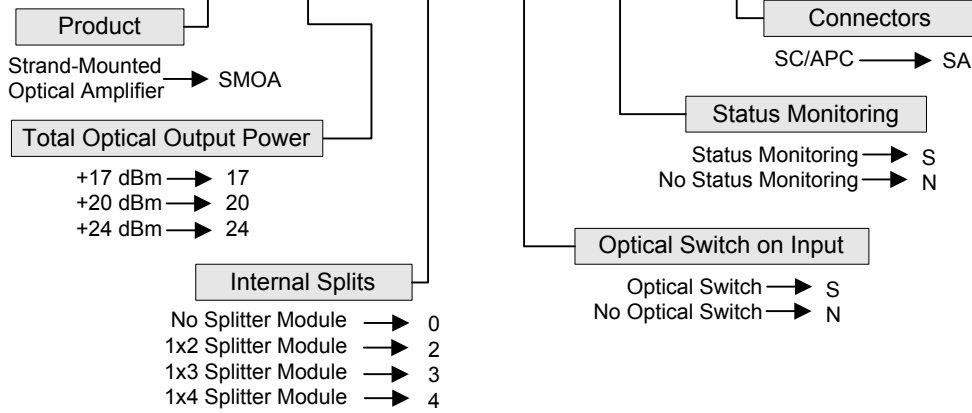 Product
Strand-Mounted
Optical Amplifier SMOA
Total Optical Output Power
+17 dBm 17
+20 dBm 20
+24 dBm 24
Internal Splits
No Splitter Module 0
1x2 Splitter Module 2
1x3 Splitter Module 3
1x4 Splitter Module 4
Connectors
SC/APC SA
Status Monitoring
Status Monitoring S
No Status Monitoring N
Optical Switch on Input
Optical Switch S
No Optical Switch N